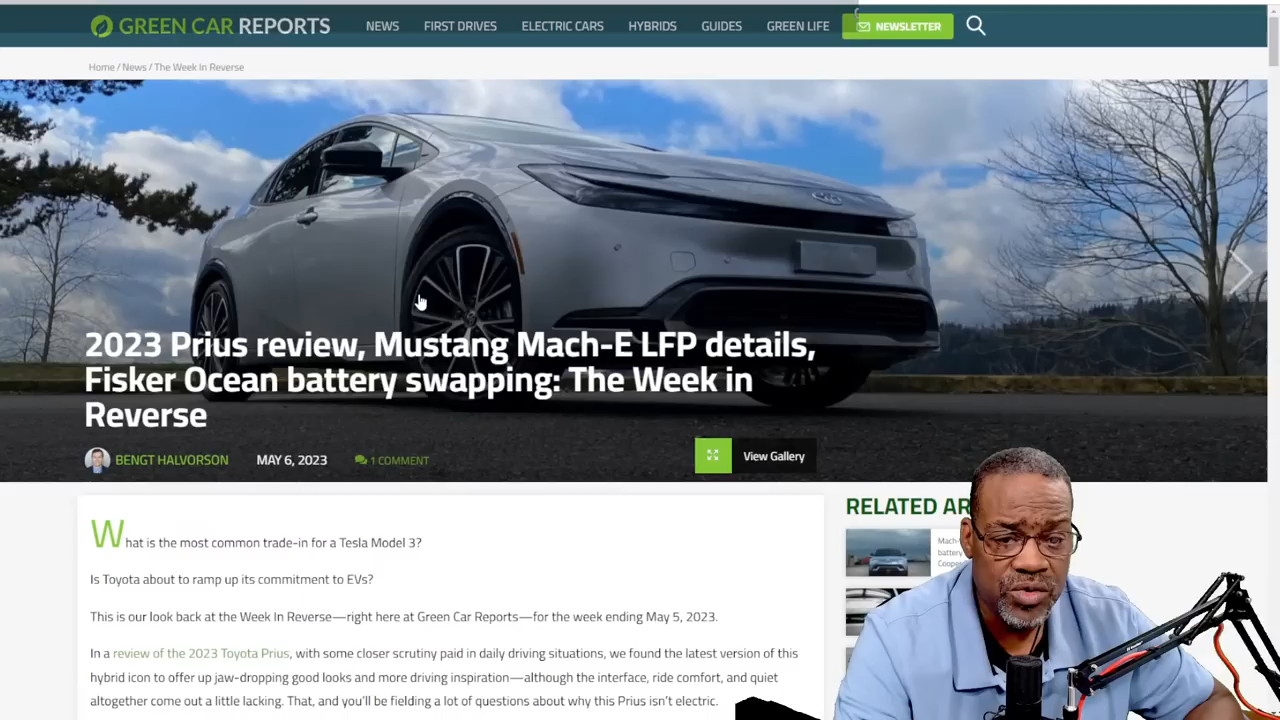 GREEN CAR REPORTS
NEWS
FIRST DRIVES
ELECTRIC CARS
HYBRIDS
GUIDES
GREEN LIFE
NEWSLETTER
Home / News / The Week In Reverse
2023 Prius review, Mustang Mach-E LFP details,
Fisker Ocean battery swapping: The Week in
Reverse
BENGT HALVORSON
MAY 6, 2023
1 COMMENT
View Gallery
What is the most common trade-in for a Tesla Model 3?
Is Toyota about to ramp up its commitment to EVs?
This is our look back at the Week In Reverse—right here at Green Car Reports—for the week ending May 5, 2023.
In a review of the 2023 Toyota Prius, with some closer scrutiny paid in daily driving situations, we found the latest version of this
hybrid icon to offer up jaw-dropping good looks and more driving inspiration—although the interface, ride comfort, and quiet
altogether come out a little lacking. That, and you'll be fielding a lot of questions about why this Prius isn't electric.
RELATED AR
Mach-
battery
Cooper